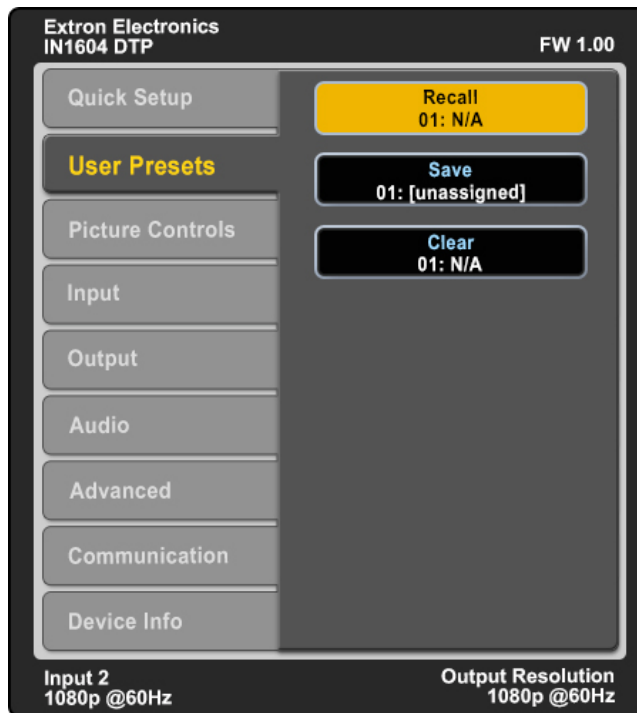 Extron Electronics
IN1604 DTP
FW 1.00
Quick Setup
User Presets
Picture Controls
Input
Output
Audio
Advanced
Communication
Device Info
Recall
01: N/A
Save
01: [unassigned]
Clear
01: N/A
Input 2
1080p @60Hz
Output Resolution
1080p @60Hz